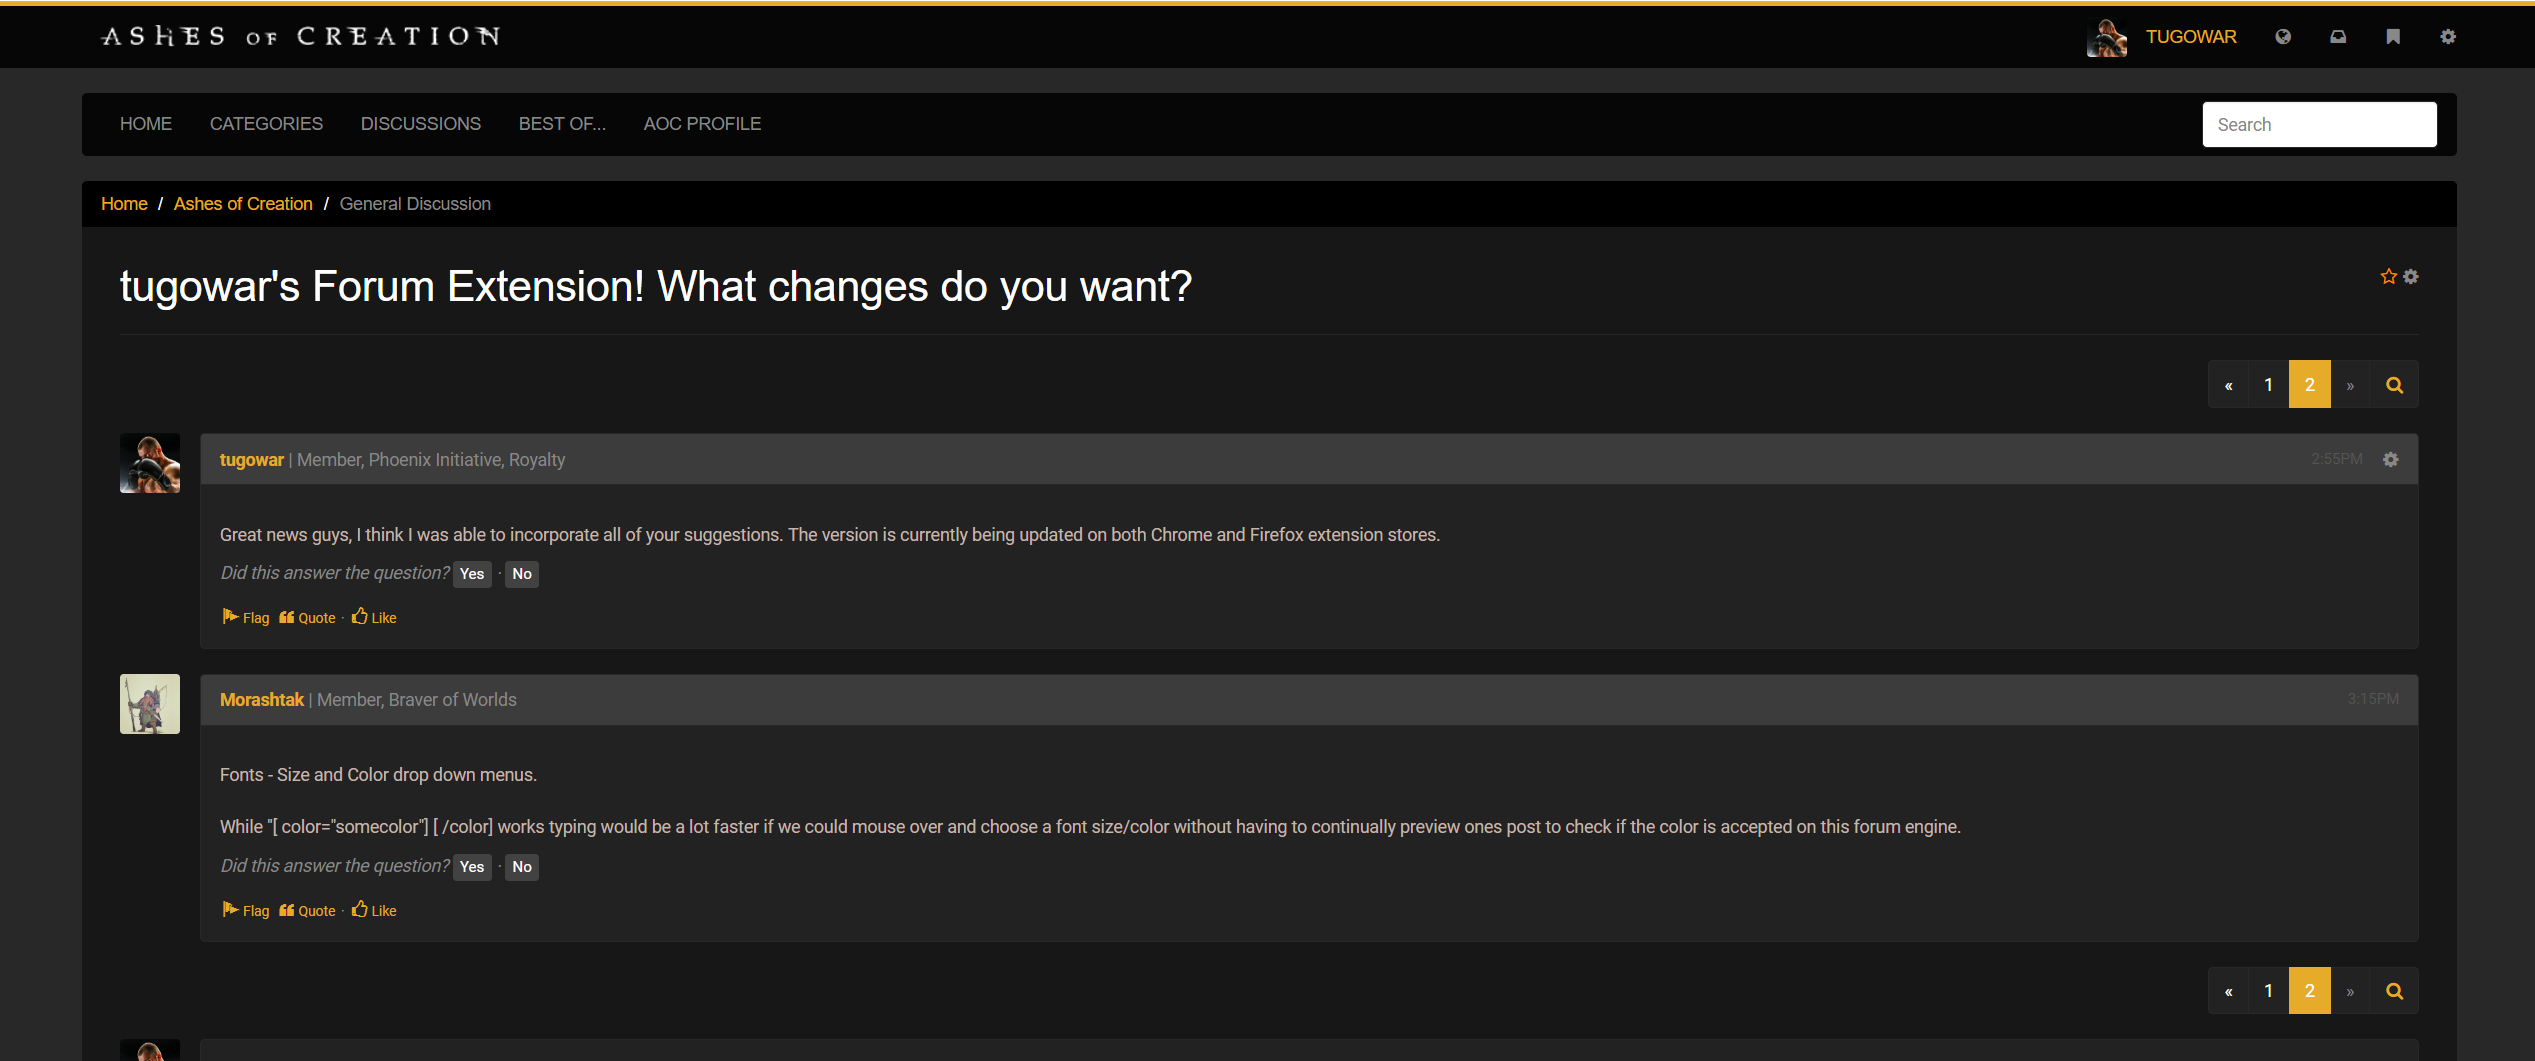 ASHES OF CREATION
TUGOWAR
HOME CATEGORIES DISCUSSIONS BEST OF... AOC PROFILE
Search
Home / Ashes of Creation / General Discussion
tugowar's Forum Extension! What changes do you want?
« 1 2 »
tugowar | Member, Phoenix Initiative, Royalty 2:55PM
Great news guys, I think I was able to incorporate all of your suggestions. The version is currently being updated on both Chrome and Firefox extension stores.
Did this answer the question? Yes · No
Flag Quote · Like
Morashtak | Member, Braver of Worlds 3:15PM
Fonts - Size and Color drop down menus.
While "[ color="somecolor"] [ /color] works typing would be a lot faster if we could mouse over and choose a font size/color without having to continually preview ones post to check if the color is accepted on this forum engine.
Did this answer the question? Yes · No
Flag Quote · Like
« 1 2 »